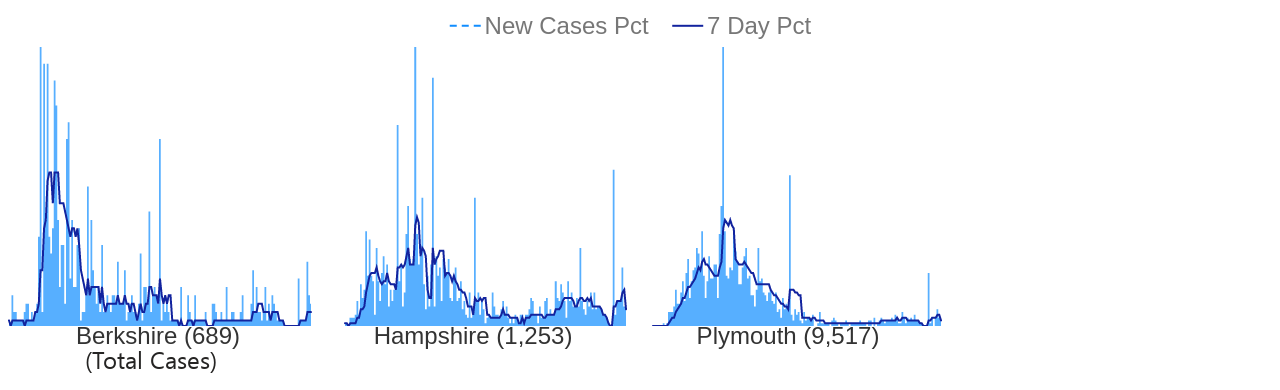 New Cases Pct 7 Day Pct
Berkshire (689) Hampshire (1,253) Plymouth (9,517)
(Total Cases)